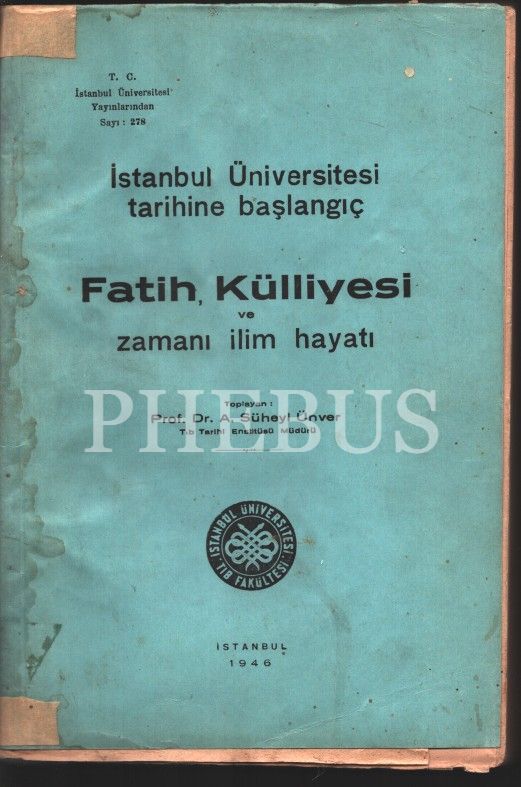 T. C.
İstanbul Üniversitesi
Yayınlarından
Sayı : 278
İstanbul Üniversitesi
tarihine başlangıç
Fatih, Külliyesi
ve
zamanı ilim hayatı
Toplayan :
Prof. Dr. A. Süheyl Ünver
Tıb Tarihi Enstitüsü Müdürü
PHEBUS
İSTANBUL ÜNİVERSİTESİ
TIB FAKÜLTESİ
İSTANBUL
1946